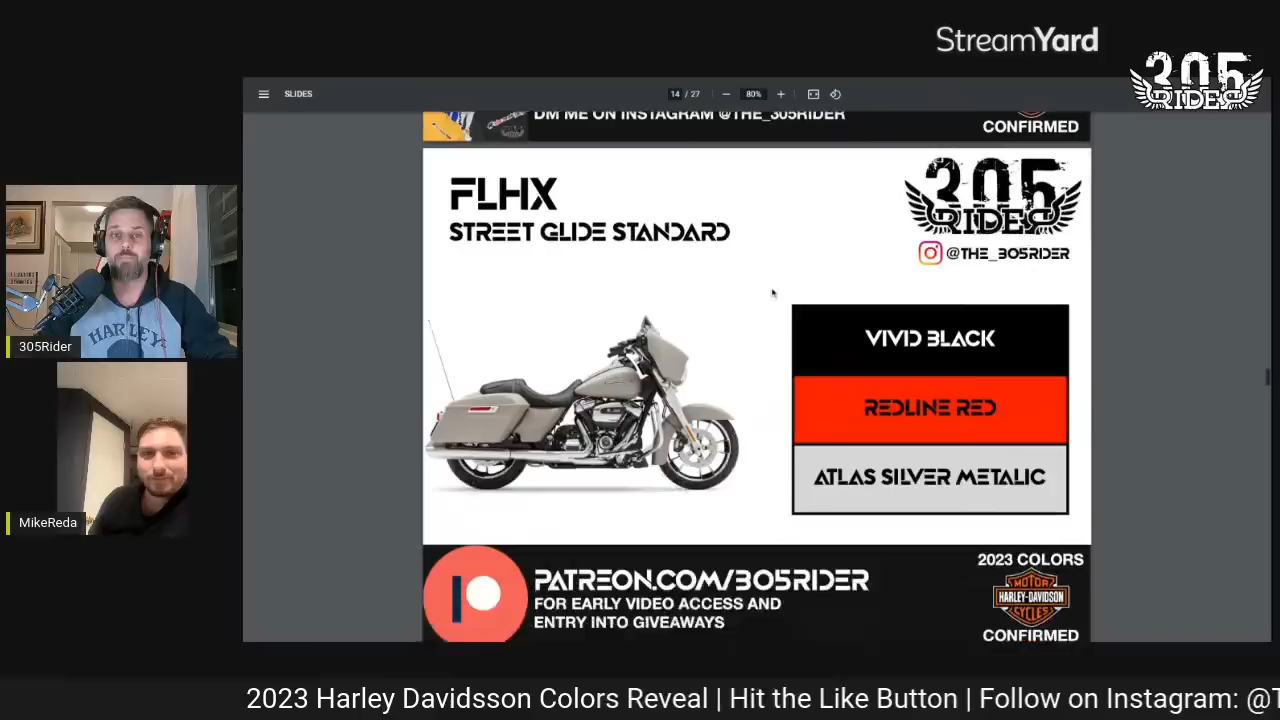 StreamYard
305
RIDER
SLIDES
14 / 27
80%
DM ME ON INSTAGRAM @THE_305RIDER
CONFIRMED
FLHX
STREET GLIDE STANDARD
305
RIDER
@THE_305RIDER
VIVID BLACK
REDLINE RED
ATLAS SILVER METALIC
HARLEY
305Rider
MikeReda
PATREON.COM/305RIDER
FOR EARLY VIDEO ACCESS AND
ENTRY INTO GIVEAWAYS
2023 COLORS
MOTOR
HARLEY-DAVIDSON
CYCLES
CONFIRMED
2023 Harley Davidsson Colors Reveal | Hit the Like Button | Follow on Instagram: @T